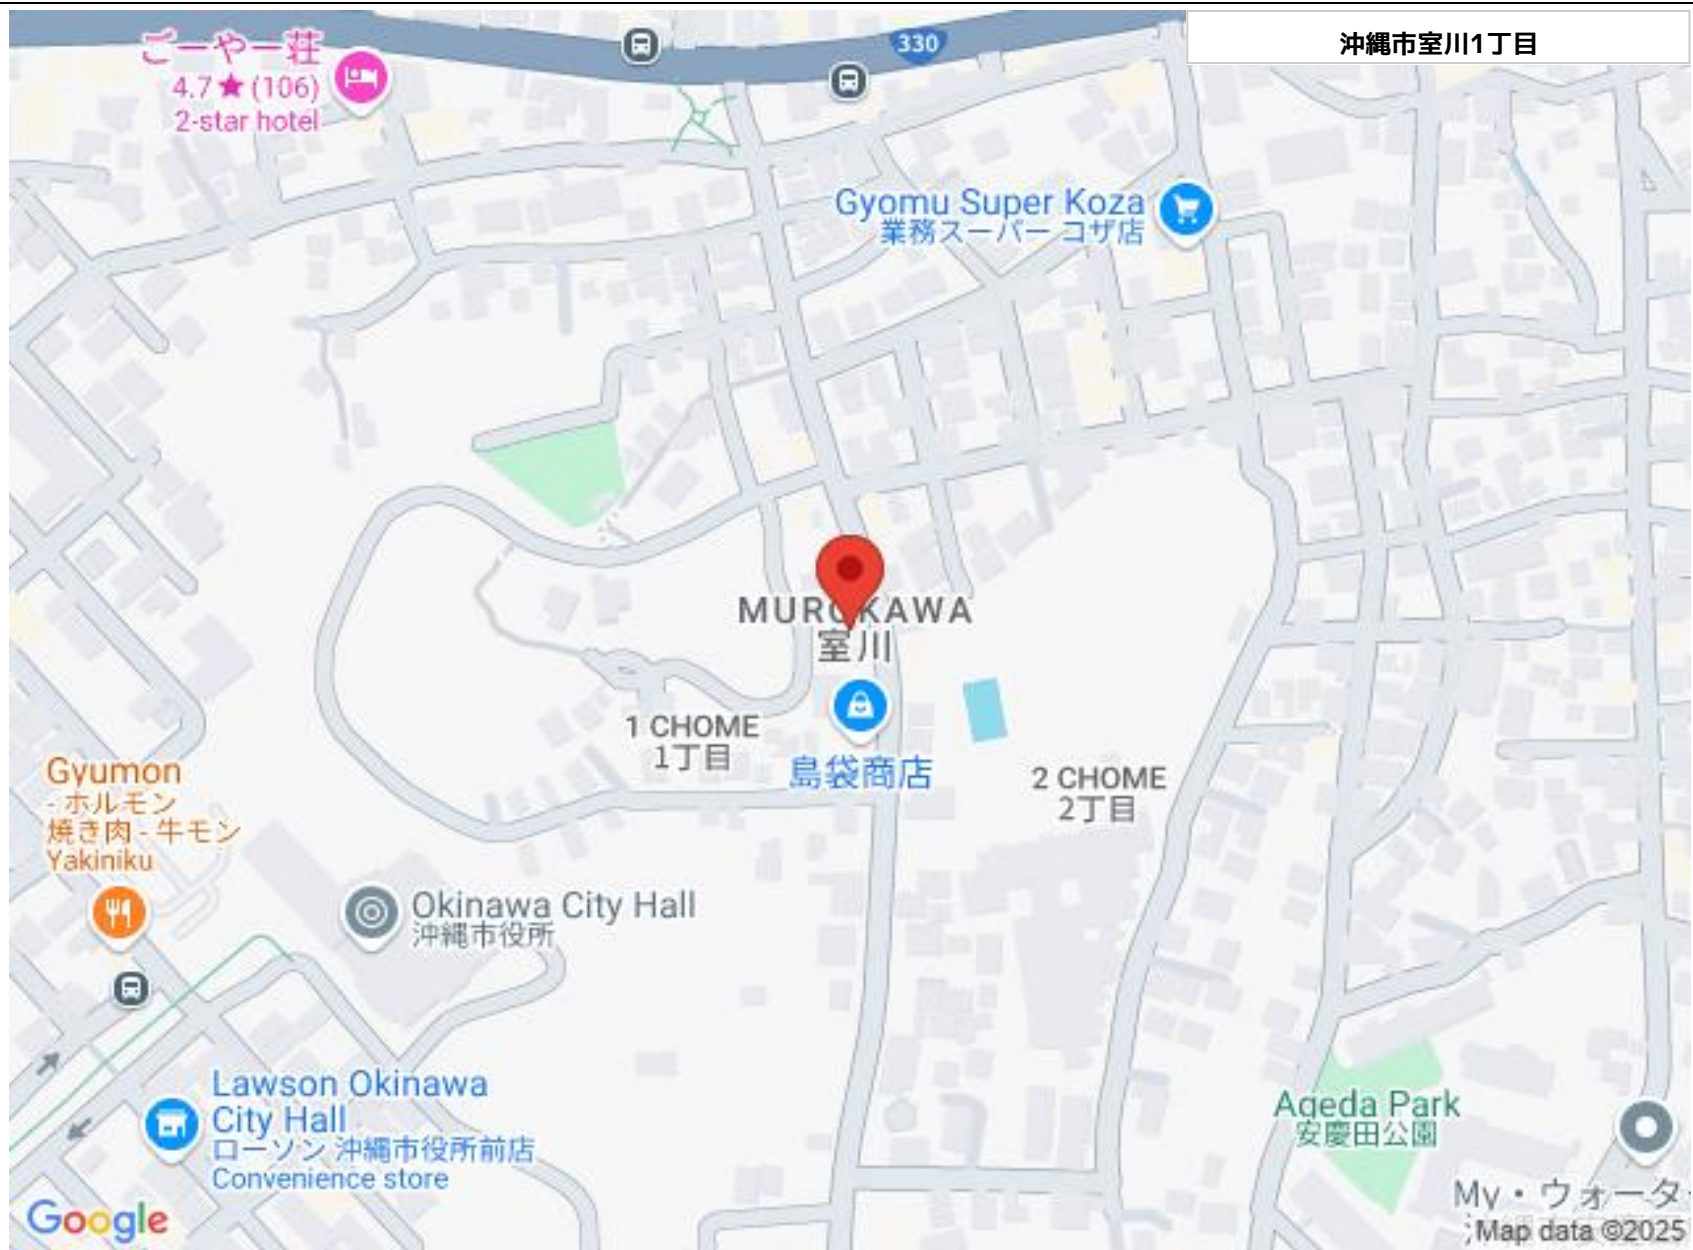 沖縄市室川1丁目
ごーやー荘
4.7★(106)
2-star hotel
330
Gyomu Super Koza
業務スーパー コザ店
MUROKAWA
室川
1 CHOME
1丁目
島袋商店
2 CHOME
2丁目
Gyumon
- ホルモン
焼き肉 - 牛モン
Yakiniku
Okinawa City Hall
沖縄市役所
Lawson Okinawa
City Hall
ローソン 沖縄市役所前店
Convenience store
Ageda Park
安慶田公園
My・ウォータ
Google
Map data ©2025